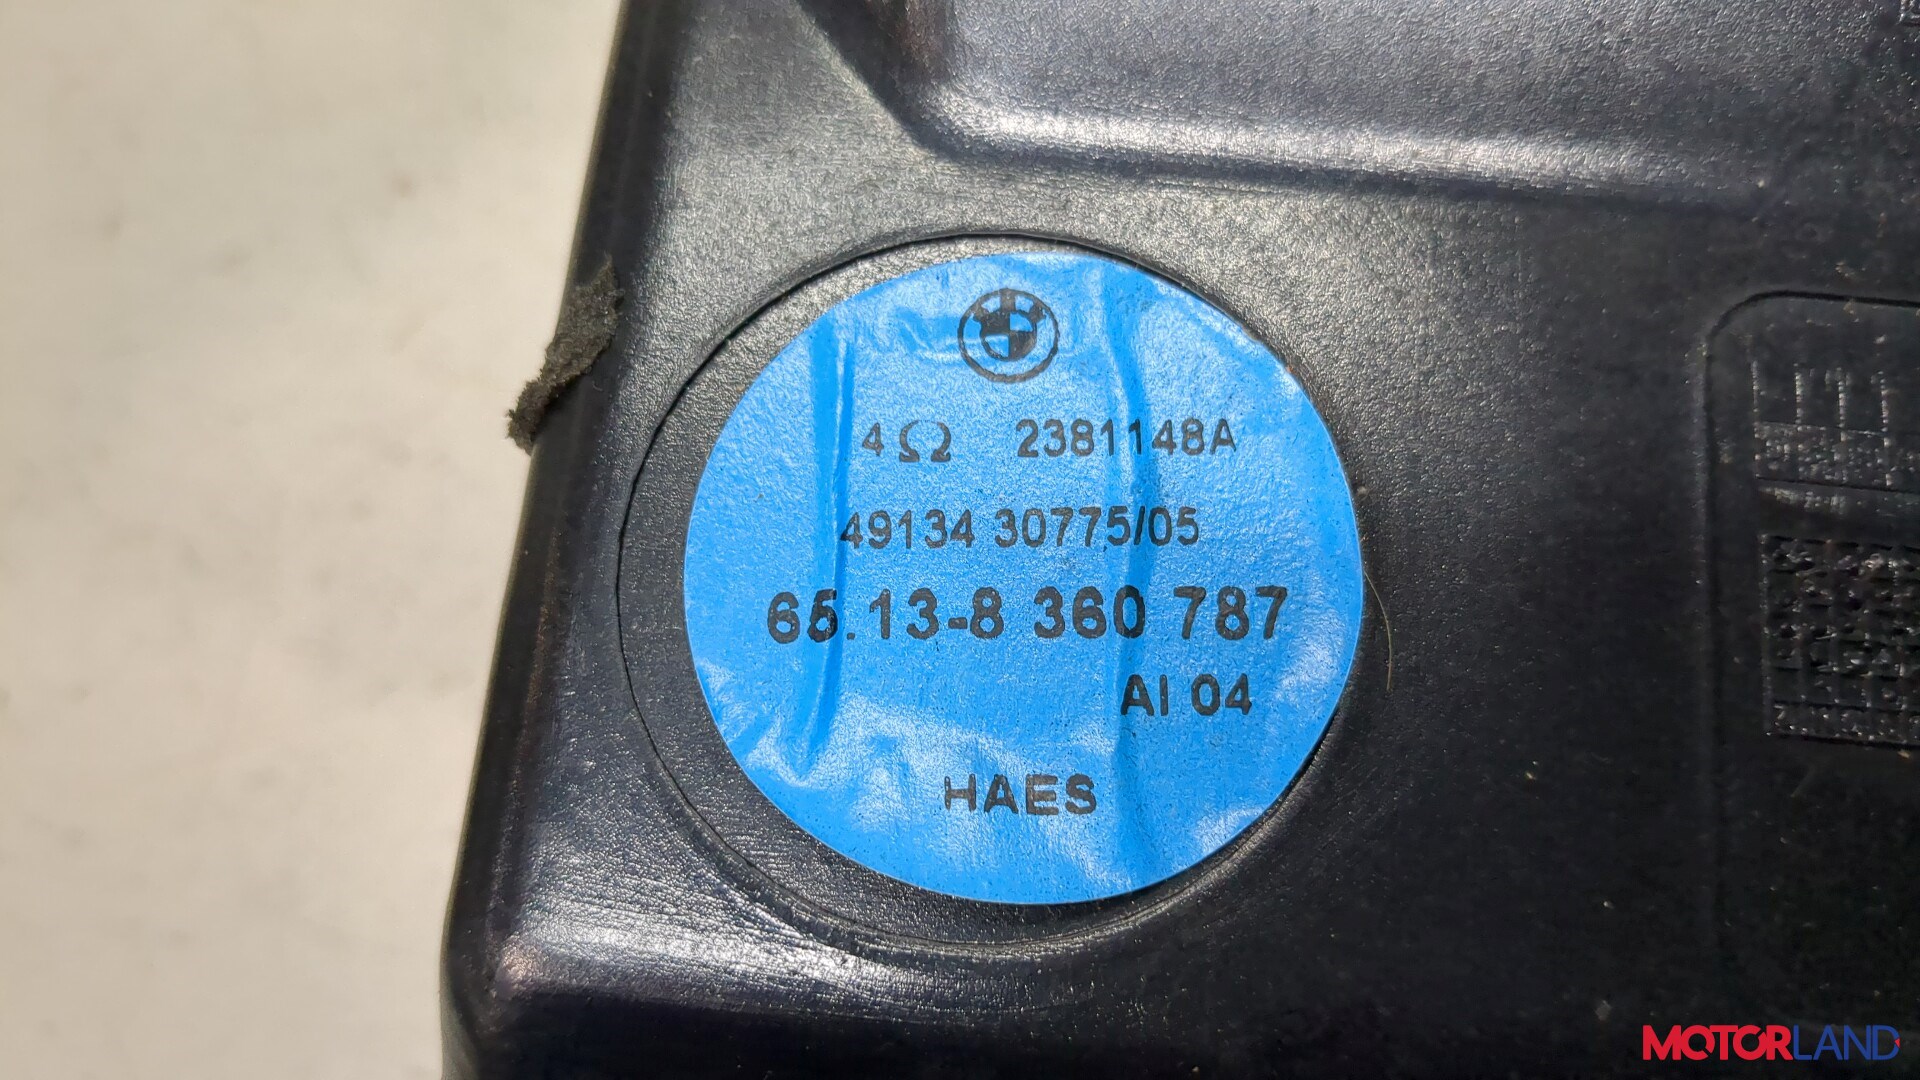 4Ω 2381148A
49134 30775/05
65.13-8 360 787
AI 04
HAES
MOTORLAND